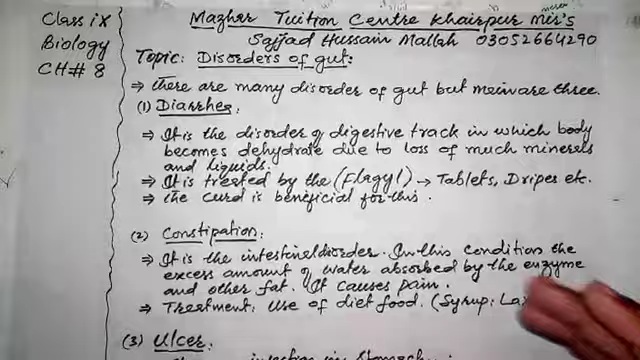 Class iX
Biology
CH# 8
Mazher Tuition Centre Khairpur Mir's
Sajjad Hussain Mallah 03052664290
Topic: Disorders of gut:
⇒ There are many disorder of gut but mein are three.
(1) Diarrhea:
⇒ It is the disorder of digestive track in which body
becomes dehydrate due to loss of much minerels
and liquids.
⇒ It is treated by the (Flagyl) → Tablets, Dripes etc.
⇒ The curd is beneficial for this.
(2) Constipation:
⇒ It is the intestinel disorder. In this condition the
excess amount of water absorbed by the enzyme
and other fat. It causes pain.
⇒ Treatment: Use of diet food. (Syrup:
(3) Ulcer:
in stomach